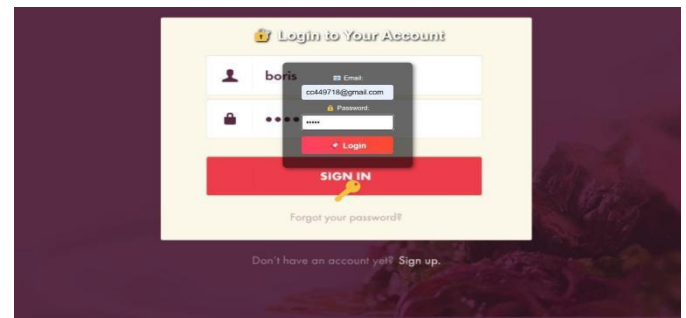 🔐 Login to Your Account
boris
📧 Email:
cc449718@gmail.com
🔒 Password:
•••••
••••
Login
SIGN IN
Forgot your password?
Don't have an account yet? Sign up.